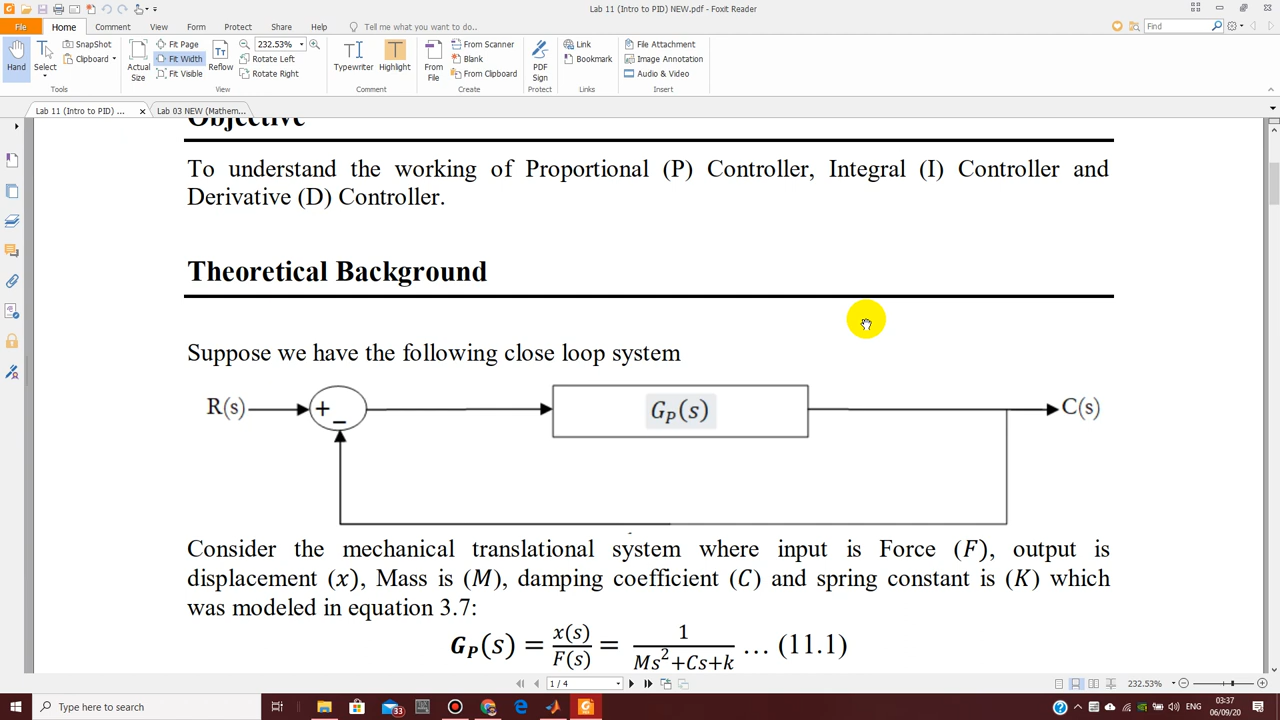 Lab 11 (Intro to PID) NEW.pdf - Foxit Reader
File Home Comment View Form Protect Share Help Tell me what you want to do... Find
SnapShot Fit Page 232.53% Rotate Left Rotate Right From Scanner Link File Attachment
Clipboard Fit Width Blank Bookmark Image Annotation
Fit Visible From Clipboard Audio & Video
Hand Select Actual Size Reflow Typewriter Highlight From File PDF Sign
Tools View Comment Create Protect Links Insert
Lab 11 (Intro to PID) ... Lab 03 NEW (Mathem...
Objective
To understand the working of Proportional (P) Controller, Integral (I) Controller and
Derivative (D) Controller.
Theoretical Background
Suppose we have the following close loop system
R(s) + − G_P(s) C(s)
Consider the mechanical translational system where input is Force (F), output is
displacement (x), Mass is (M), damping coefficient (C) and spring constant is (K) which
was modeled in equation 3.7:
G_P(s) = x(s)/F(s) = 1/(Ms²+Cs+k) … (11.1)
1 / 4 232.53%
Type here to search 33 ENG 03:37
06/09/20